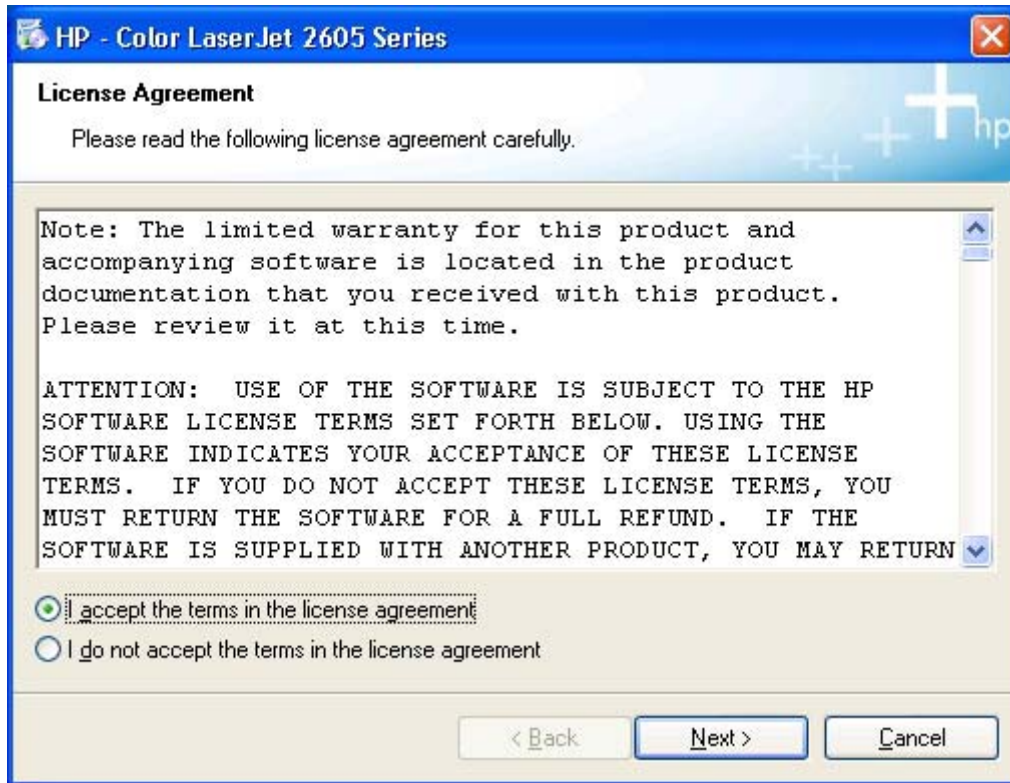 HP - Color LaserJet 2605 Series
License Agreement
Please read the following license agreement carefully.
hp
Note: The limited warranty for this product and
accompanying software is located in the product
documentation that you received with this product.
Please review it at this time.
ATTENTION:  USE OF THE SOFTWARE IS SUBJECT TO THE HP
SOFTWARE LICENSE TERMS SET FORTH BELOW. USING THE
SOFTWARE INDICATES YOUR ACCEPTANCE OF THESE LICENSE
TERMS.  IF YOU DO NOT ACCEPT THESE LICENSE TERMS, YOU
MUST RETURN THE SOFTWARE FOR A FULL REFUND.  IF THE
SOFTWARE IS SUPPLIED WITH ANOTHER PRODUCT, YOU MAY RETURN
I accept the terms in the license agreement
I do not accept the terms in the license agreement
< Back
Next >
Cancel